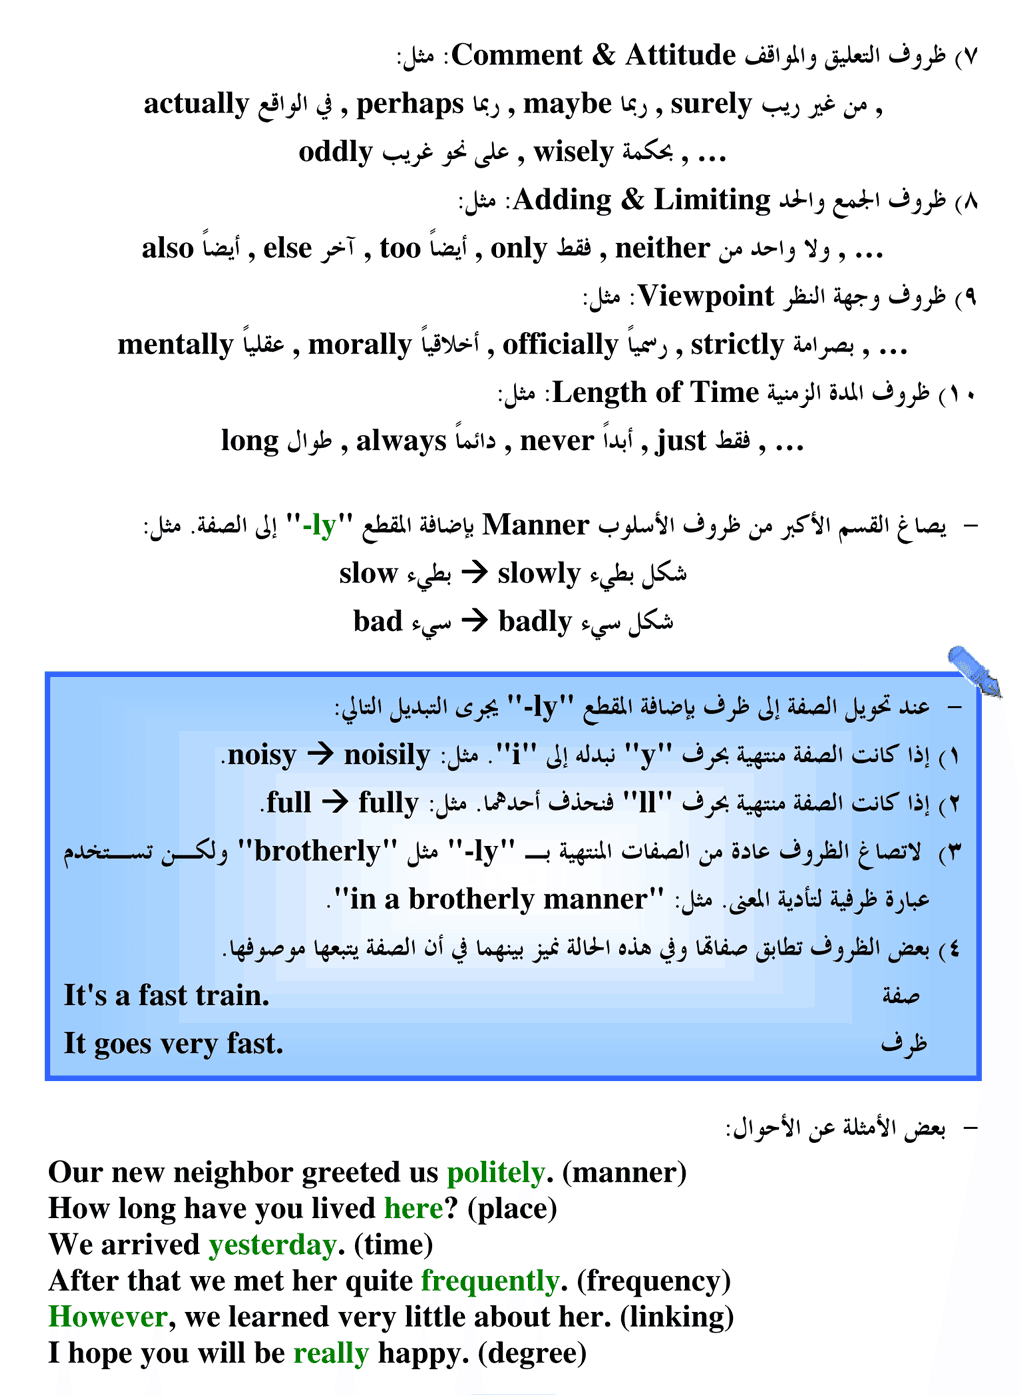 ٧) ظروف التعليق والمواقف Comment & Attitude: مثل:
actually في الواقع , perhaps ربما , maybe ربما , surely من غير ريب ,
oddly على نحو غريب , wisely بحكمة , ...
٨) ظروف الجمع والحد Adding & Limiting: مثل:
also أيضاً , else آخر , too أيضاً , only فقط , neither ولا واحد من , ...
٩) ظروف وجهة النظر Viewpoint: مثل:
mentally عقلياً , morally أخلاقياً , officially رسمياً , strictly بصرامة , ...
١٠) ظروف المدة الزمنية Length of Time: مثل:
long طوال , always دائماً , never أبداً , just فقط , ...
– يصاغ القسم الأكبر من ظروف الأسلوب Manner بإضافة المقطع "-ly" إلى الصفة. مثل:
slow بطيء → slowly شكل بطيء
bad سيء → badly شكل سيء
– عند تحويل الصفة إلى ظرف بإضافة المقطع "-ly" يجرى التبديل التالي:
١) إذا كانت الصفة منتهية بحرف "y" نبدله إلى "i". مثل: noisy → noisily.
٢) إذا كانت الصفة منتهية بحرف "ll" فنحذف أحدهما. مثل: full → fully.
٣) لاتصاغ الظروف عادة من الصفات المنتهية بـ "-ly" مثل "brotherly" ولكن تستخدم
عبارة ظرفية لتأدية المعنى. مثل: "in a brotherly manner".
٤) بعض الظروف تطابق صفاتها وفي هذه الحالة نميز بينهما في أن الصفة يتبعها موصوفها.
It's a fast train. صفة
It goes very fast. ظرف
– بعض الأمثلة عن الأحوال:
Our new neighbor greeted us politely. (manner)
How long have you lived here? (place)
We arrived yesterday. (time)
After that we met her quite frequently. (frequency)
However, we learned very little about her. (linking)
I hope you will be really happy. (degree)